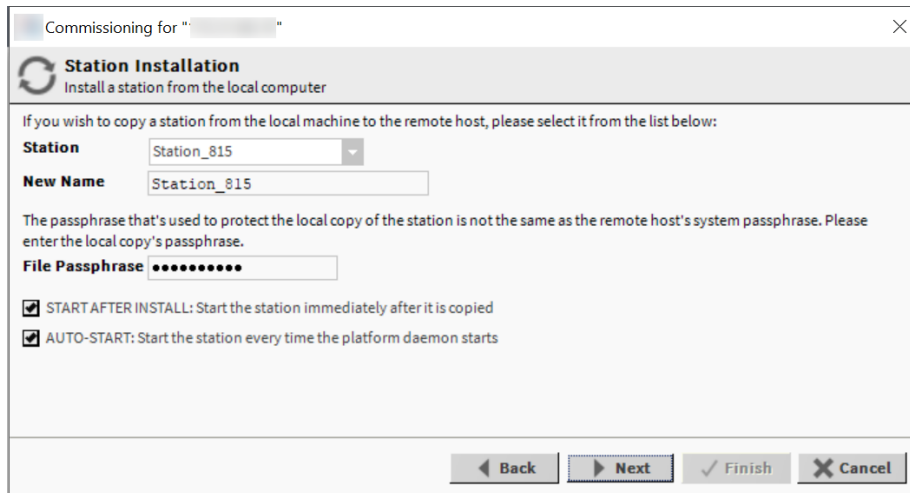 Commissioning for " "
Station Installation
Install a station from the local computer
If you wish to copy a station from the local machine to the remote host, please select it from the list below:
Station Station_815
New Name Station_815
The passphrase that's used to protect the local copy of the station is not the same as the remote host's system passphrase. Please
enter the local copy's passphrase.
File Passphrase ••••••••••
START AFTER INSTALL: Start the station immediately after it is copied
AUTO-START: Start the station every time the platform daemon starts
Back Next Finish Cancel